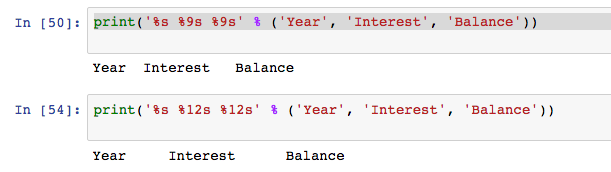 In [50]: print('%s %9s %9s' % ('Year', 'Interest', 'Balance'))
Year  Interest   Balance
In [54]: print('%s %12s %12s' % ('Year', 'Interest', 'Balance'))
Year     Interest      Balance